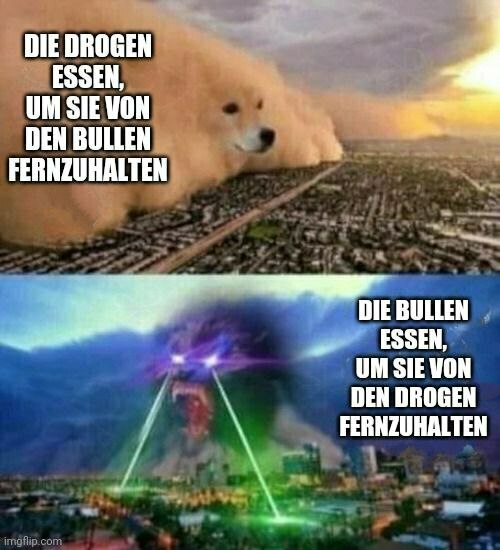 DIE DROGEN
ESSEN,
UM SIE VON
DEN BULLEN
FERNZUHALTEN
DIE BULLEN
ESSEN,
UM SIE VON
DEN DROGEN
FERNZUHALTEN
imgflip.com